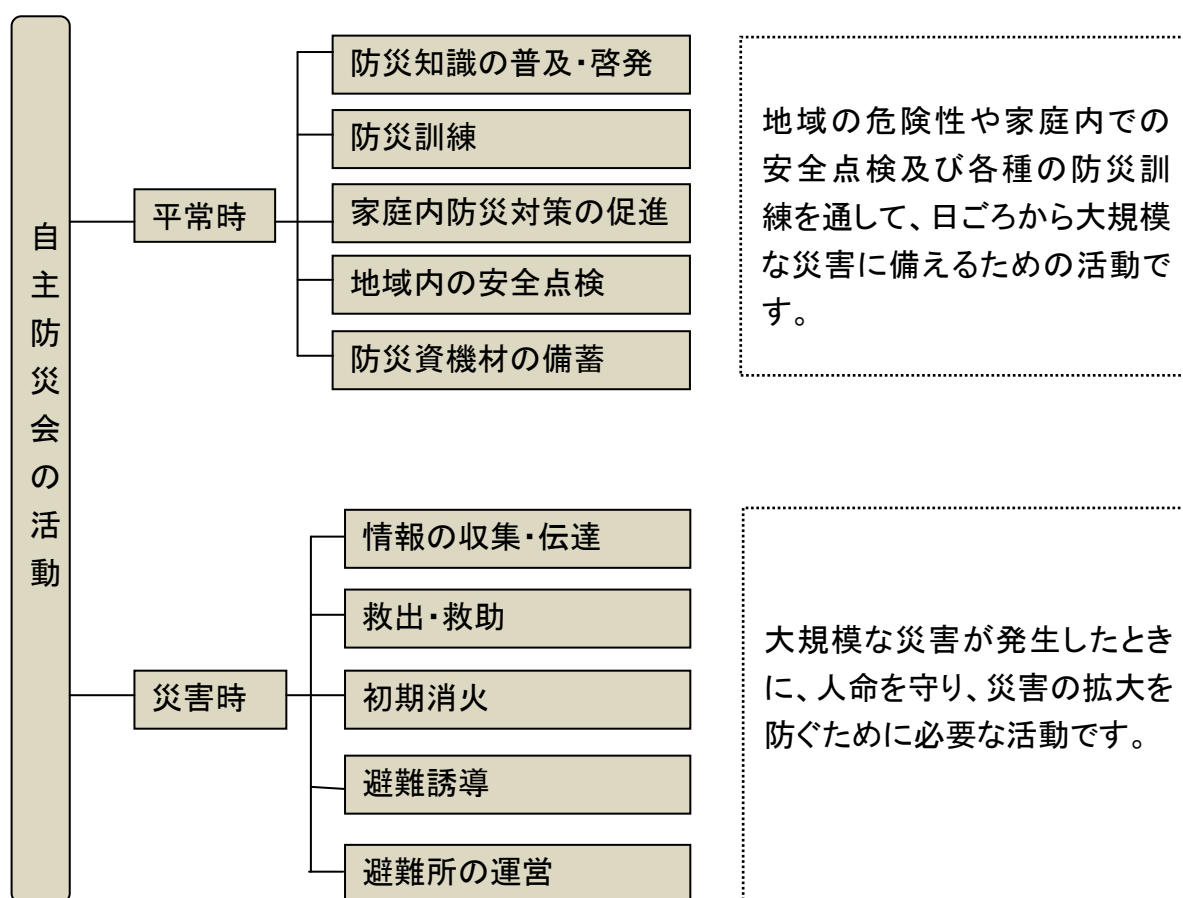 自主防災会の活動
平常時
防災知識の普及・啓発
防災訓練
家庭内防災対策の促進
地域内の安全点検
防災資機材の備蓄
地域の危険性や家庭内での
安全点検及び各種の防災訓
練を通して、日ごろから大規模
な災害に備えるための活動で
す。
災害時
情報の収集・伝達
救出・救助
初期消火
避難誘導
避難所の運営
大規模な災害が発生したとき
に、人命を守り、災害の拡大を
防ぐために必要な活動です。